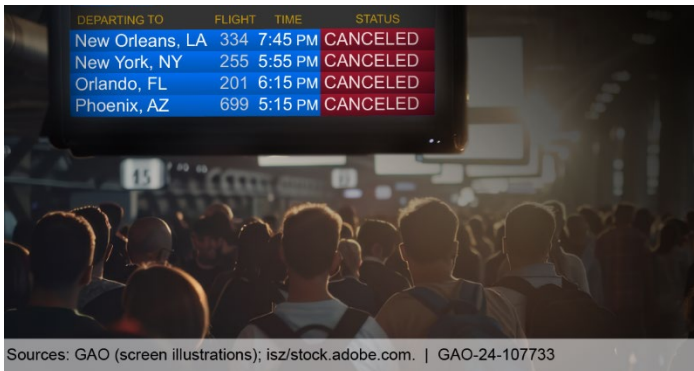 DEPARTING TO FLIGHT TIME STATUS
New Orleans, LA 334 7:45 PM CANCELED
New York, NY 255 5:55 PM CANCELED
Orlando, FL 201 6:15 PM CANCELED
Phoenix, AZ 699 5:15 PM CANCELED
45
Sources: GAO (screen illustrations); isz/stock.adobe.com. | GAO-24-107733